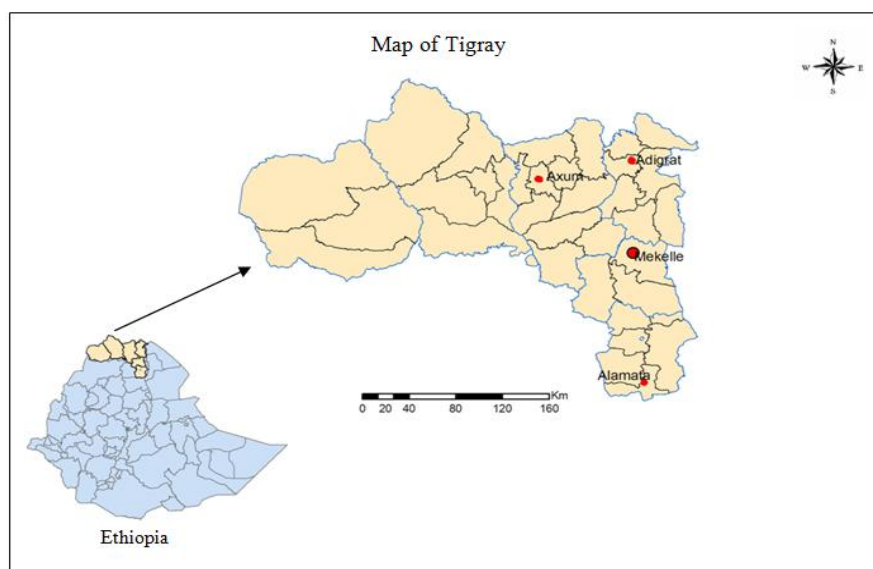 Map of Tigray
N
W E
S
Adigrat
Axum
Mekelle
Alamata
Km
0 20 40 80 120 160
Ethiopia